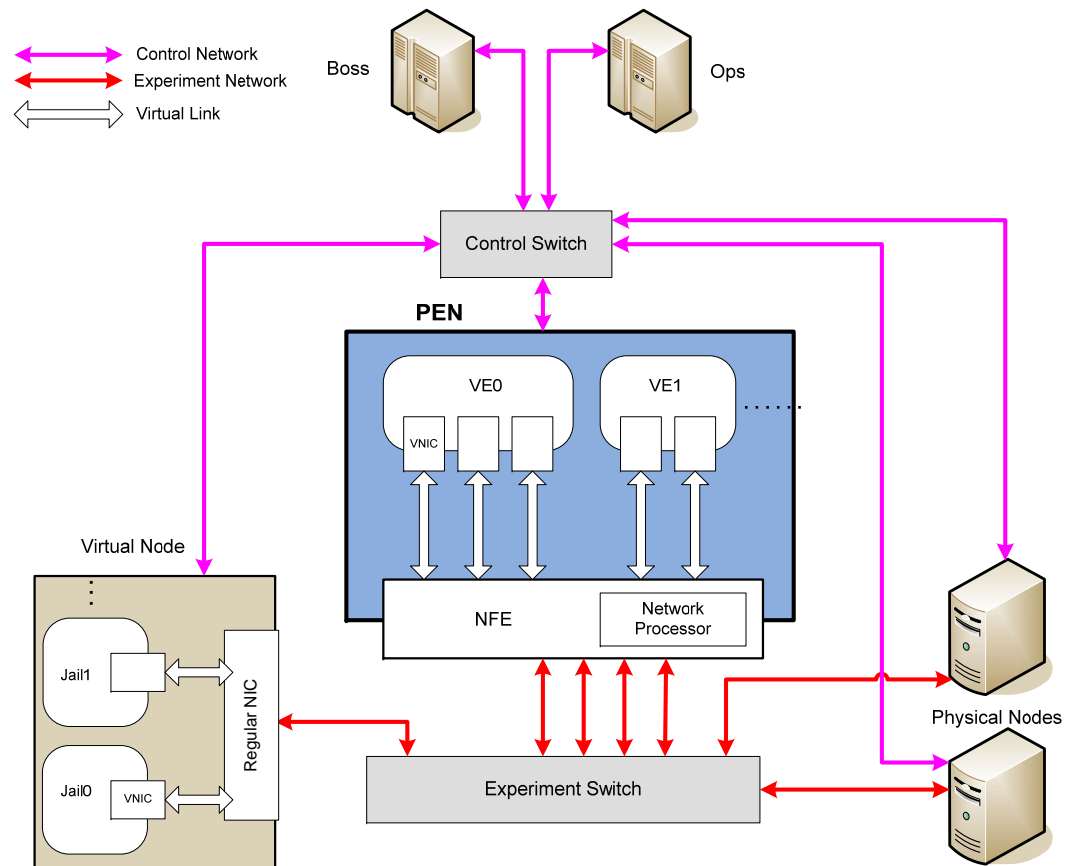 Control Network
Experiment Network
Virtual Link
Boss
Ops
Control Switch
PEN
VE0
VE1
. . . . . .
VNIC
Virtual Node
NFE
Network
Processor
Jail1
Regular NIC
Jail0
VNIC
Physical Nodes
Experiment Switch